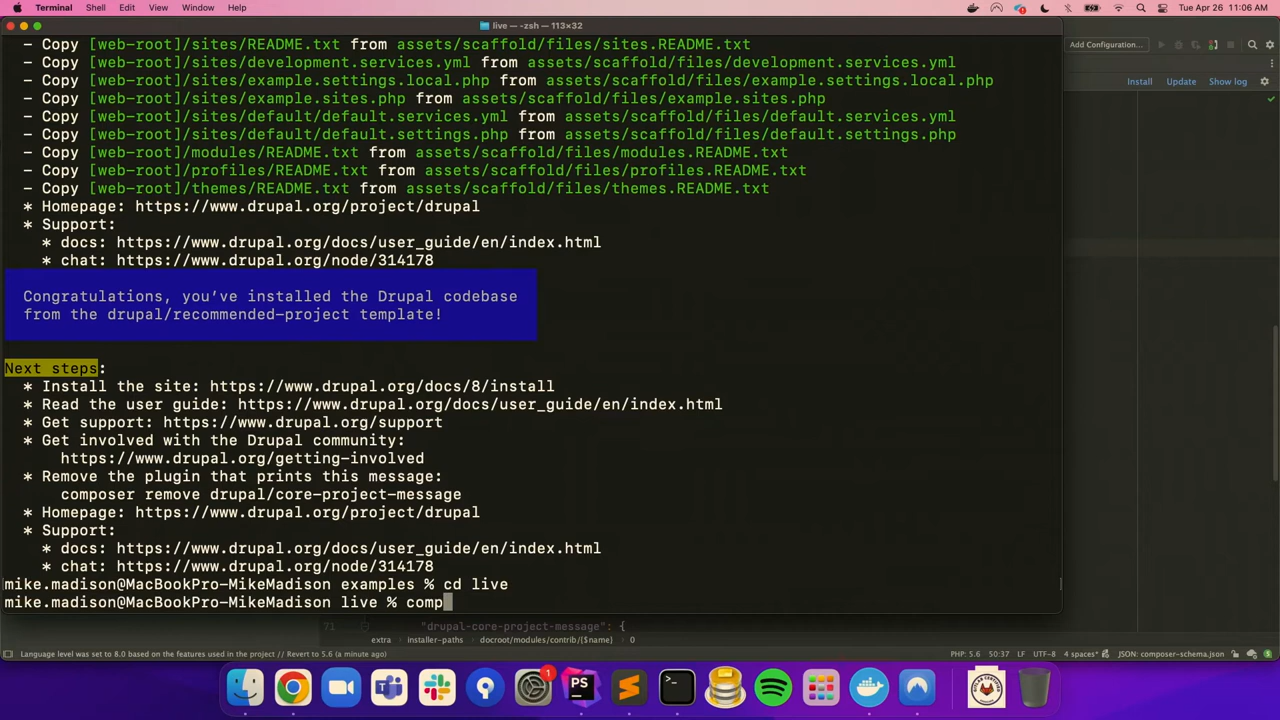 Terminal Shell Edit View Window Help Tue Apr 26 11:06 AM
live — -zsh — 113×32
– Copy [web-root]/sites/README.txt from assets/scaffold/files/sites.README.txt
– Copy [web-root]/sites/development.services.yml from assets/scaffold/files/development.services.yml
– Copy [web-root]/sites/example.settings.local.php from assets/scaffold/files/example.settings.local.php
– Copy [web-root]/sites/example.sites.php from assets/scaffold/files/example.sites.php
– Copy [web-root]/sites/default/default.services.yml from assets/scaffold/files/default.services.yml
– Copy [web-root]/sites/default/default.settings.php from assets/scaffold/files/default.settings.php
– Copy [web-root]/modules/README.txt from assets/scaffold/files/modules.README.txt
– Copy [web-root]/profiles/README.txt from assets/scaffold/files/profiles.README.txt
– Copy [web-root]/themes/README.txt from assets/scaffold/files/themes.README.txt
* Homepage: https://www.drupal.org/project/drupal
* Support:
* docs: https://www.drupal.org/docs/user_guide/en/index.html
* chat: https://www.drupal.org/node/314178
Congratulations, you’ve installed the Drupal codebase
from the drupal/recommended-project template!
Next steps:
* Install the site: https://www.drupal.org/docs/8/install
* Read the user guide: https://www.drupal.org/docs/user_guide/en/index.html
* Get support: https://www.drupal.org/support
* Get involved with the Drupal community:
https://www.drupal.org/getting-involved
* Remove the plugin that prints this message:
composer remove drupal/core-project-message
* Homepage: https://www.drupal.org/project/drupal
* Support:
* docs: https://www.drupal.org/docs/user_guide/en/index.html
* chat: https://www.drupal.org/node/314178
mike.madison@MacBookPro-MikeMadison examples % cd live
mike.madison@MacBookPro-MikeMadison live % comp
Add Configuration...
Install Update Show log
71 "drupal-core-project-message": {
extra installer-paths docroot/modules/contrib/{$name} 0
Language level was set to 8.0 based on the features used in the project // Revert to 5.6 (a minute ago) PHP: 5.6 50:37 LF UTF-8 4 spaces* JSON: composer-schema.json
1
PS